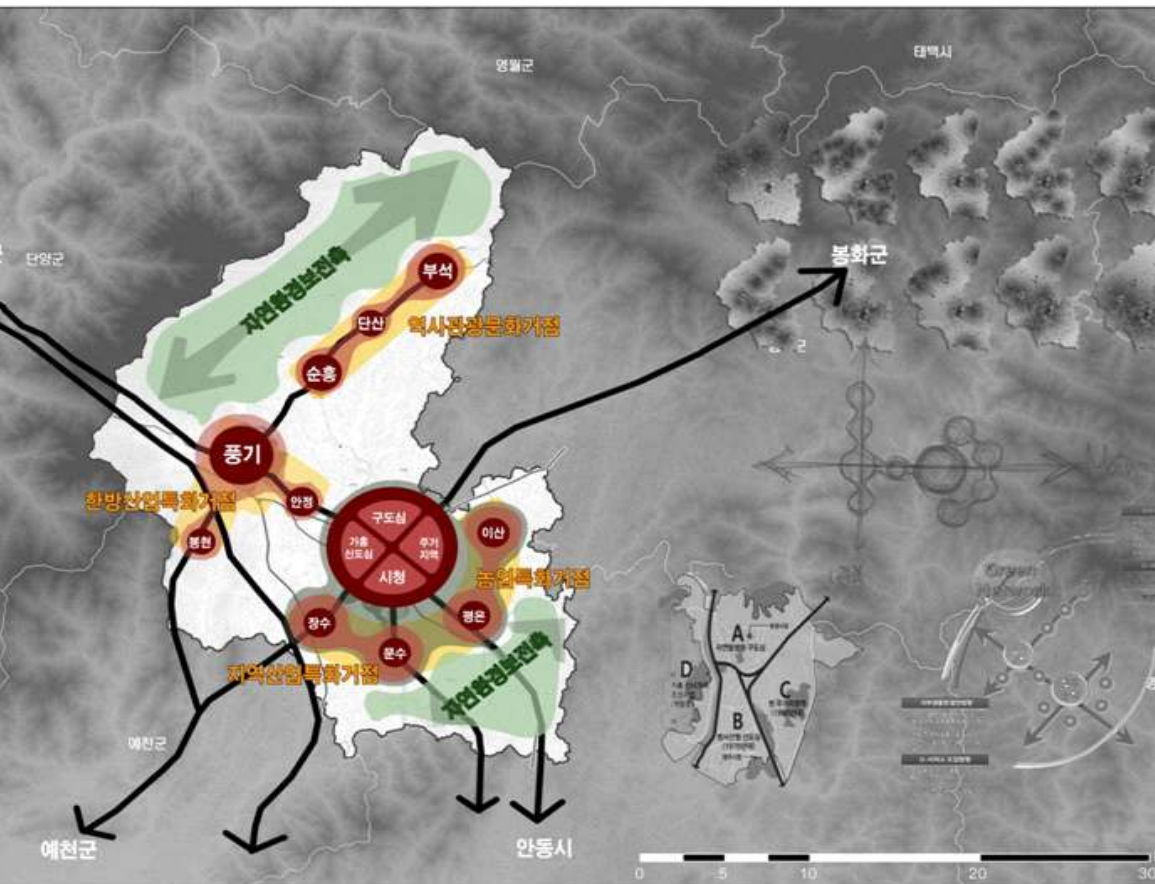 영월군
태백시
단양군
봉화군
자연환경보전축
부석
단산
역사관광문화거점
순흥
풍기
한방산업특화거점
안정
봉현
구도심
가흥
신도심
주거
지역
시청
이산
농업특화거점
평은
장수
문수
지역산업특화거점
자연환경보전축
예천군
예천군
안동시
A
B
C
D
Green
Network
0
5
10
20
30